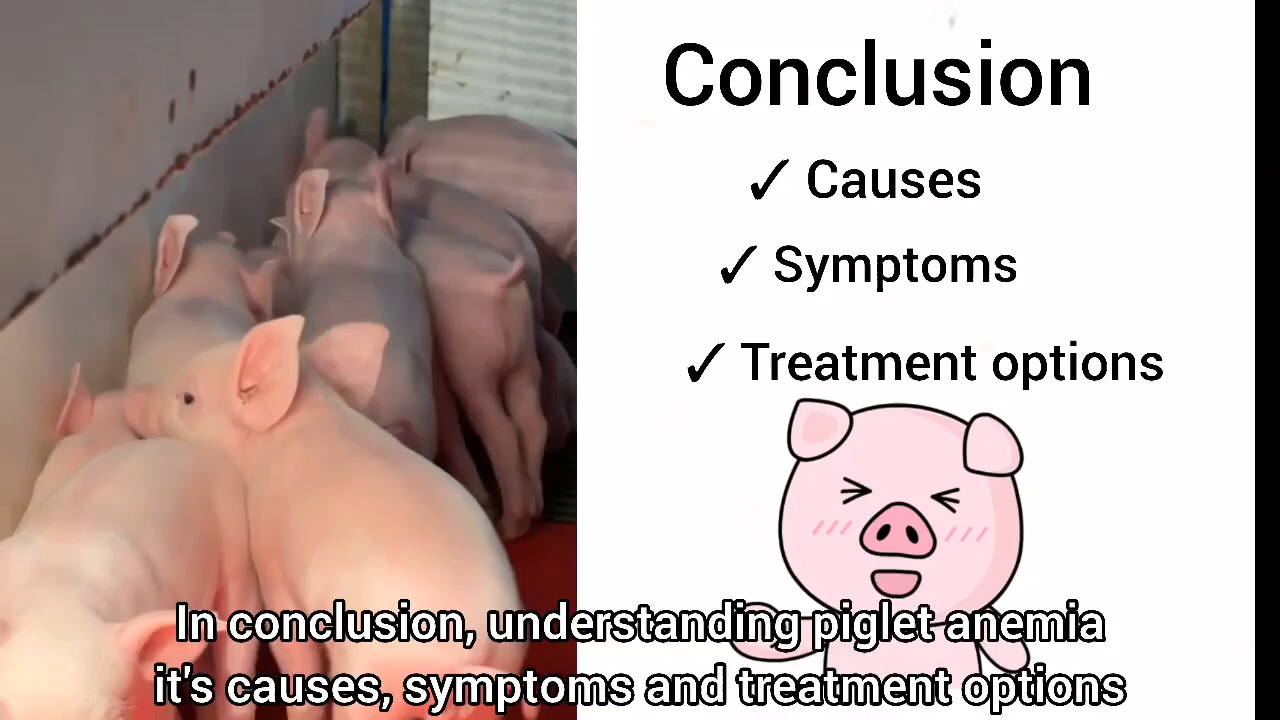 Conclusion
✓ Causes
✓ Symptoms
✓ Treatment options
In conclusion, understanding piglet anemia
it's causes, symptoms and treatment options